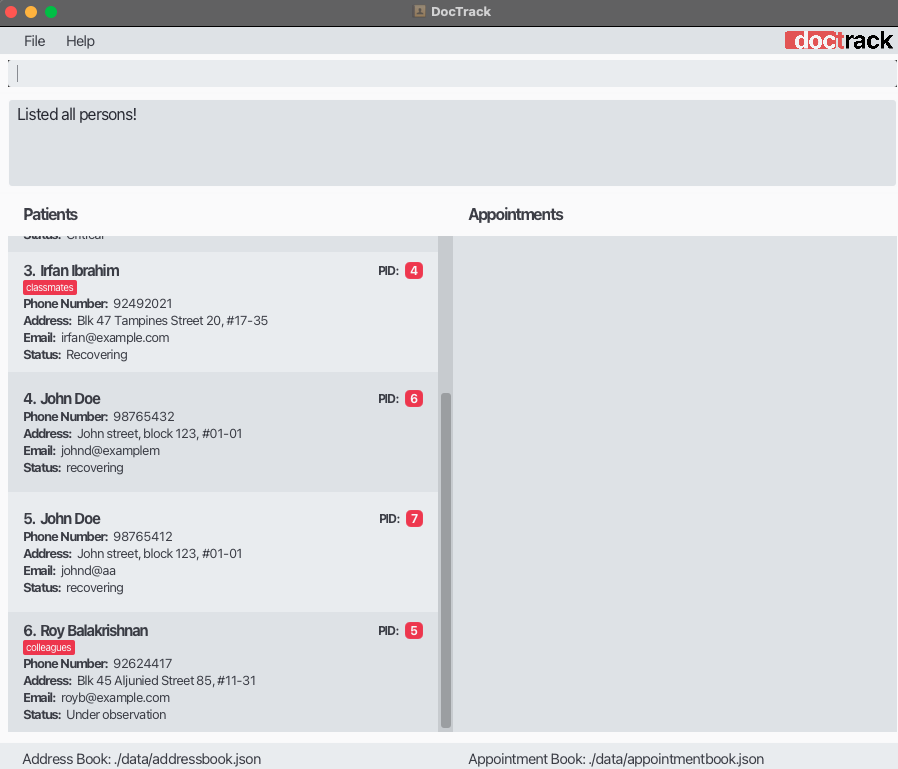 DocTrack
File Help
doctrack
Listed all persons!
Patients
Appointments
Status: Critical
3. Irfan Ibrahim PID: 4
classmates
Phone Number: 92492021
Address: Blk 47 Tampines Street 20, #17-35
Email: irfan@example.com
Status: Recovering
4. John Doe PID: 6
Phone Number: 98765432
Address: John street, block 123, #01-01
Email: johnd@examplem
Status: recovering
5. John Doe PID: 7
Phone Number: 98765412
Address: John street, block 123, #01-01
Email: johnd@aa
Status: recovering
6. Roy Balakrishnan PID: 5
colleagues
Phone Number: 92624417
Address: Blk 45 Aljunied Street 85, #11-31
Email: royb@example.com
Status: Under observation
Address Book: ./data/addressbook.json
Appointment Book: ./data/appointmentbook.json